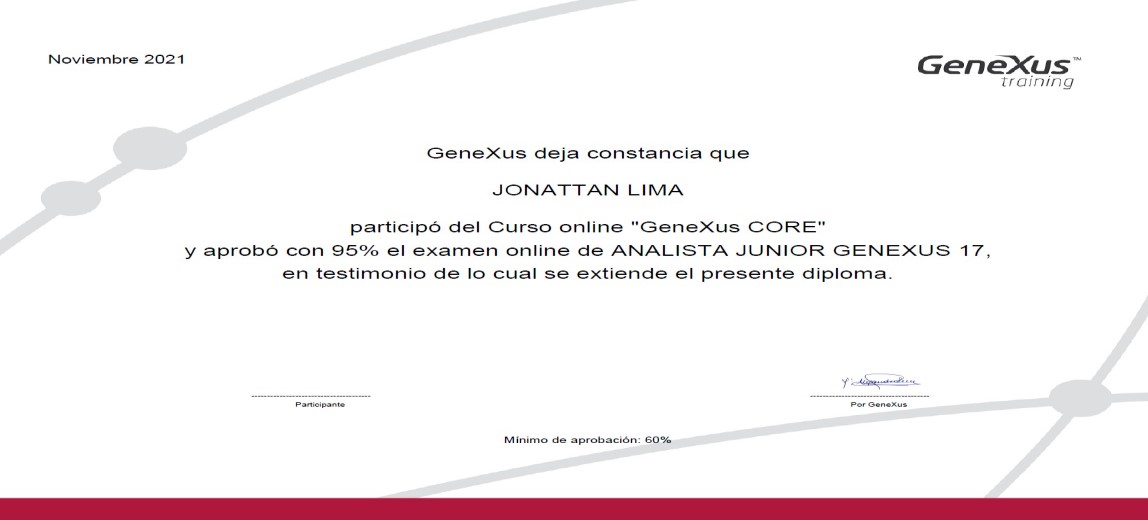 Noviembre 2021
GeneXus™
training
GeneXus deja constancia que
JONATTAN LIMA
participó del Curso online "GeneXus CORE"
y aprobó con 95% el examen online de ANALISTA JUNIOR GENEXUS 17,
en testimonio de lo cual se extiende el presente diploma.
Participante
Por GeneXus
Mínimo de aprobación: 60%